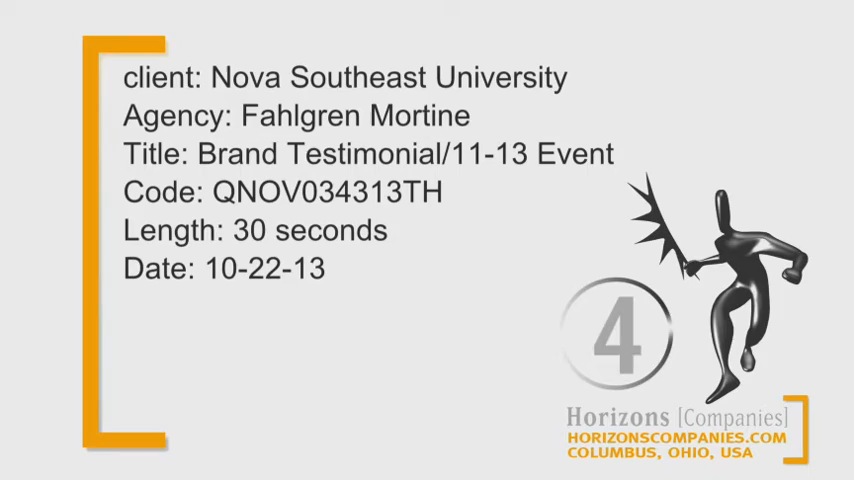 client: Nova Southeast University
Agency: Fahlgren Mortine
Title: Brand Testimonial/11-13 Event
Code: QNOV034313TH
Length: 30 seconds
Date: 10-22-13
4
Horizons [Companies]
HORIZONSCOMPANIES.COM
COLUMBUS, OHIO, USA